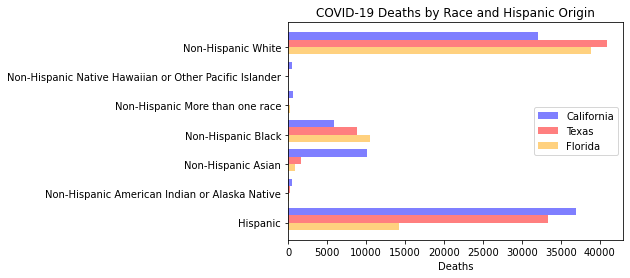 COVID-19 Deaths by Race and Hispanic Origin
Non-Hispanic White
Non-Hispanic Native Hawaiian or Other Pacific Islander
Non-Hispanic More than one race
Non-Hispanic Black
Non-Hispanic Asian
Non-Hispanic American Indian or Alaska Native
Hispanic
California
Texas
Florida
0 5000 10000 15000 20000 25000 30000 35000 40000
Deaths